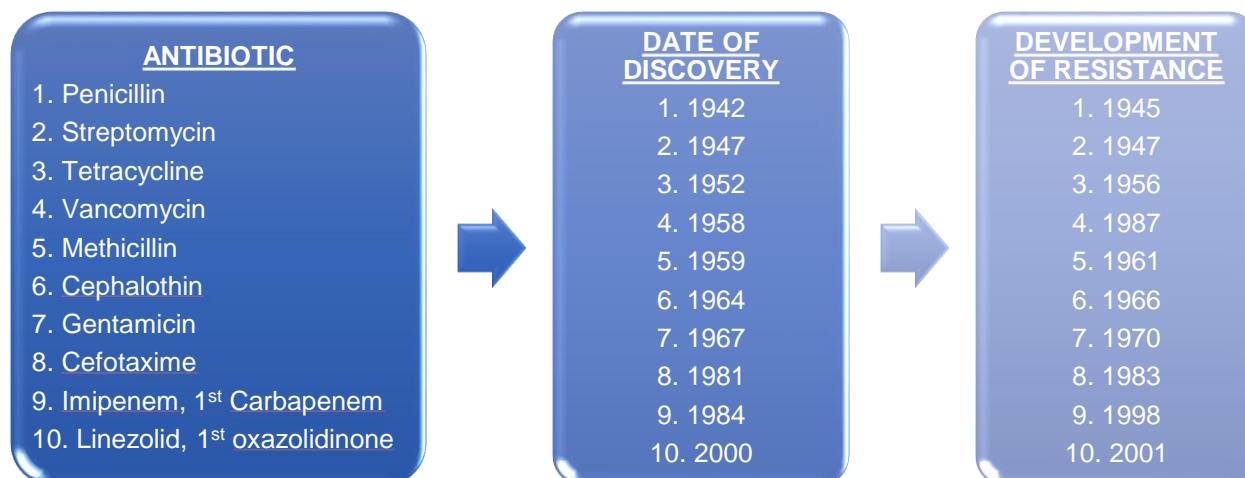 ANTIBIOTIC
1. Penicillin
2. Streptomycin
3. Tetracycline
4. Vancomycin
5. Methicillin
6. Cephalothin
7. Gentamicin
8. Cefotaxime
9. Imipenem, 1st Carbapenem
10. Linezolid, 1st oxazolidinone
DATE OF
DISCOVERY
1. 1942
2. 1947
3. 1952
4. 1958
5. 1959
6. 1964
7. 1967
8. 1981
9. 1984
10. 2000
DEVELOPMENT
OF RESISTANCE
1. 1945
2. 1947
3. 1956
4. 1987
5. 1961
6. 1966
7. 1970
8. 1983
9. 1998
10. 2001